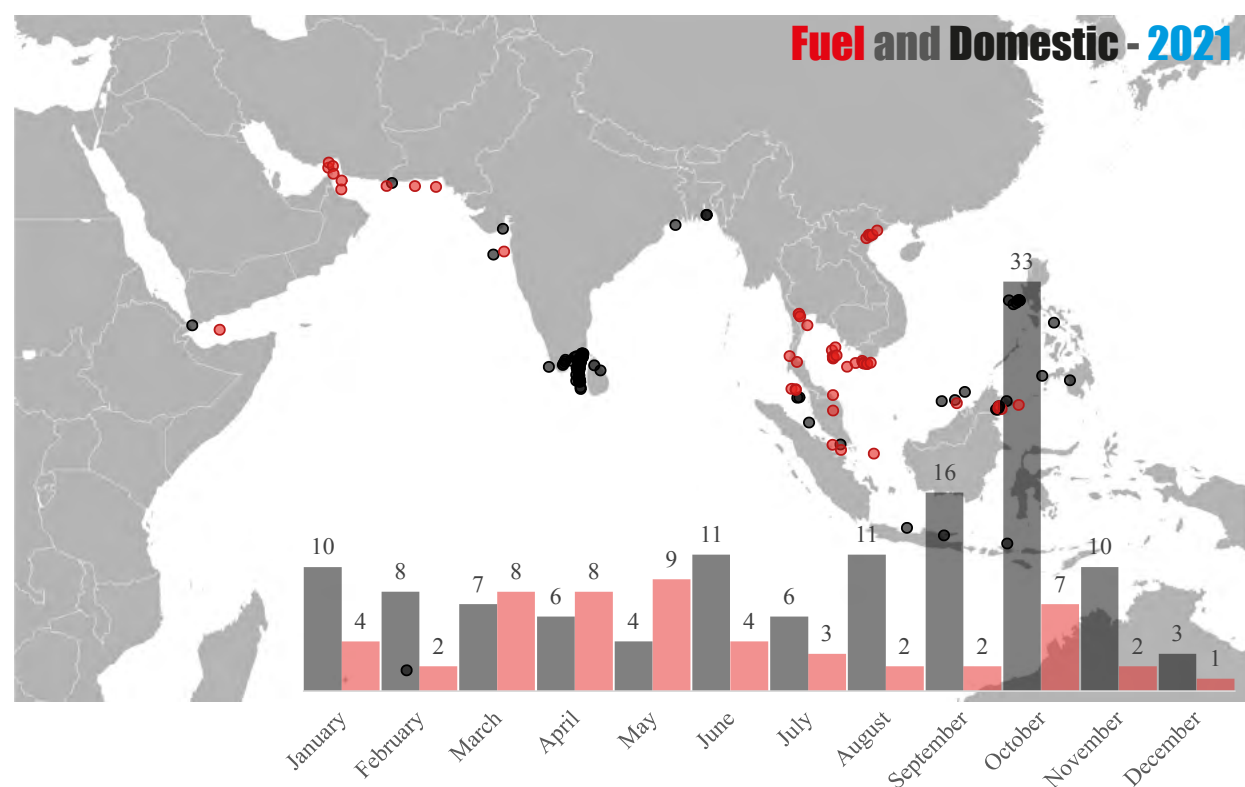 Fuel and Domestic - 2021
33
16
11
11
10
10
9
8
8
8
7
7
6
6
4
4
4
3
3
2
2
2
2
1
January
February
March
April
May
June
July
August
September
October
November
December